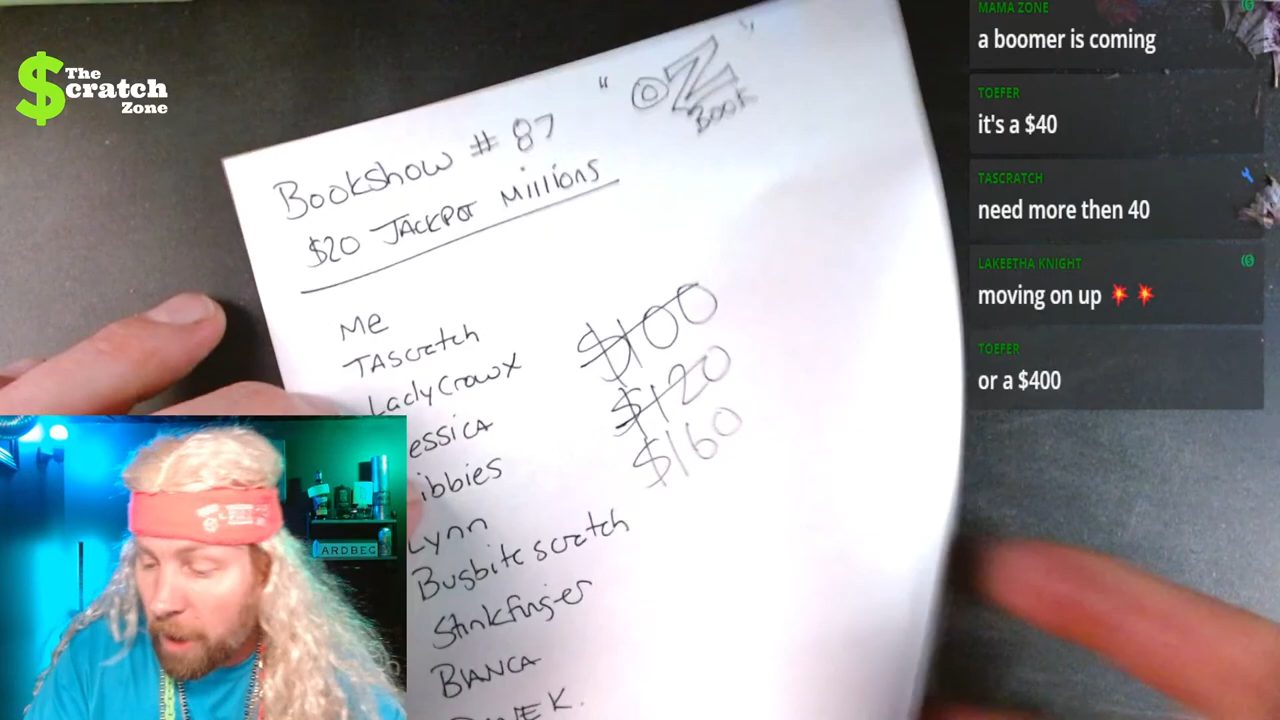 The
$cratch
Zone
" OZ "
Book
Bookshow # 87
$20 JACKPOT Millions
Me
TAscratch
LadyCrowX
essica
ibbies
Lynn
Bugbite scratch
Stinkfinger
BIANCA
K.
$100
$120
$160
ARDBEG
MAMA ZONE
a boomer is coming
TOEFER
it's a $40
TASCRATCH
need more then 40
LAKEETHA KNIGHT
moving on up 💥 💥
TOEFER
or a $400